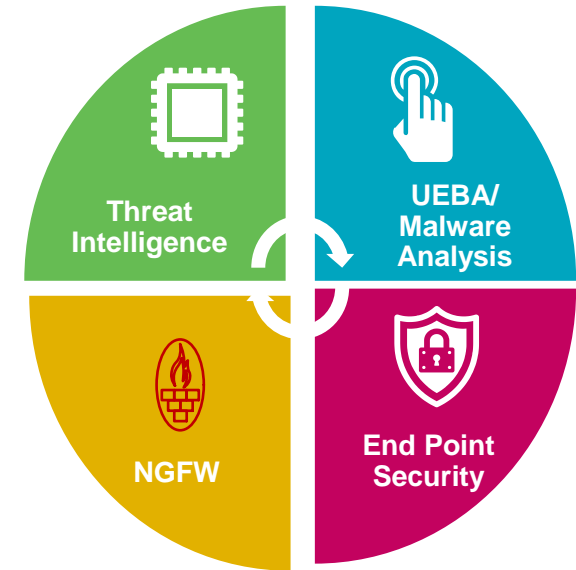 Threat
Intelligence
UEBA/
Malware
Analysis
NGFW
End Point
Security